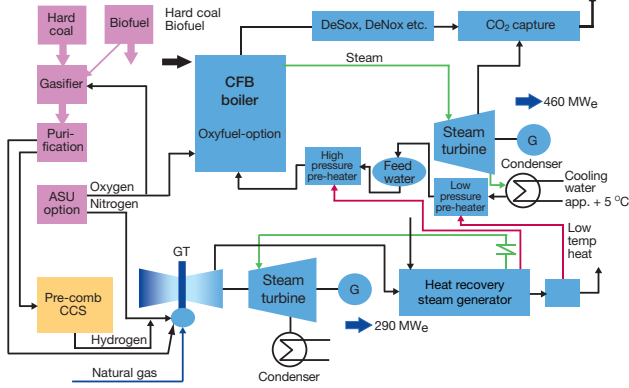 Hard
coal
Biofuel
Hard coal
Biofuel
DeSox, DeNox etc.
CO2 capture
Steam
Gasifier
CFB
boiler
Oxyfuel-option
460 MWe
Puri-
fication
Steam
turbine
G
Condenser
High
pressure
pre-heater
Feed
water
Low
pressure
pre-heater
Cooling
water
app. + 5 °C
ASU
option
Oxygen
Nitrogen
Low
temp
heat
GT
Pre-comb
CCS
Steam
turbine
G
Heat recovery
steam generator
290 MWe
Hydrogen
Natural gas
Condenser